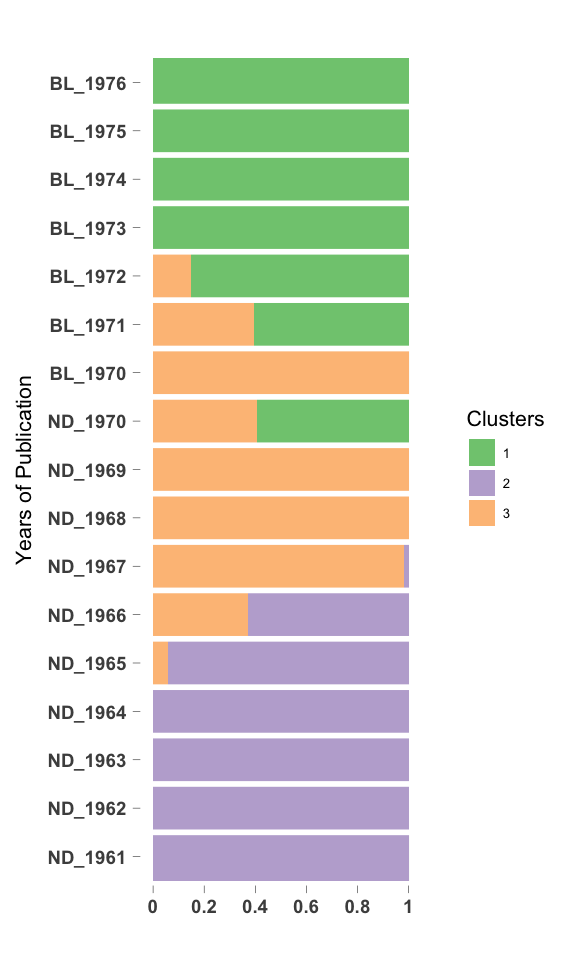 BL_1976
BL_1975
BL_1974
BL_1973
BL_1972
BL_1971
BL_1970
ND_1970
ND_1969
ND_1968
ND_1967
ND_1966
ND_1965
ND_1964
ND_1963
ND_1962
ND_1961
Years of Publication
0 0.2 0.4 0.6 0.8 1
Clusters
1
2
3